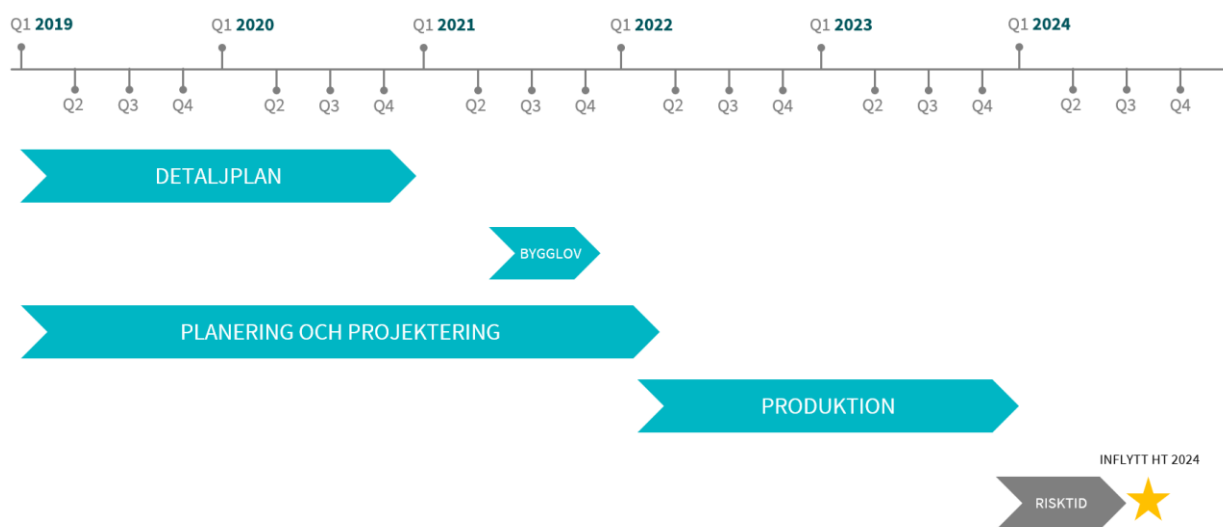 Q1 2019 Q1 2020 Q1 2021 Q1 2022 Q1 2023 Q1 2024
Q2 Q3 Q4 Q2 Q3 Q4 Q2 Q3 Q4 Q2 Q3 Q4 Q2 Q3 Q4 Q2 Q3 Q4
DETALJPLAN
BYGGLOV
PLANERING OCH PROJEKTERING
PRODUKTION
INFLYTT HT 2024
RISKTID